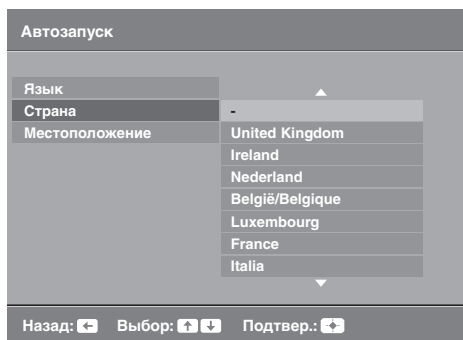 Автозапуск
Язык
Страна -
Местоположение United Kingdom
Ireland
Nederland
België/Belgique
Luxembourg
France
Italia
Назад: Выбор: Подтвер.: